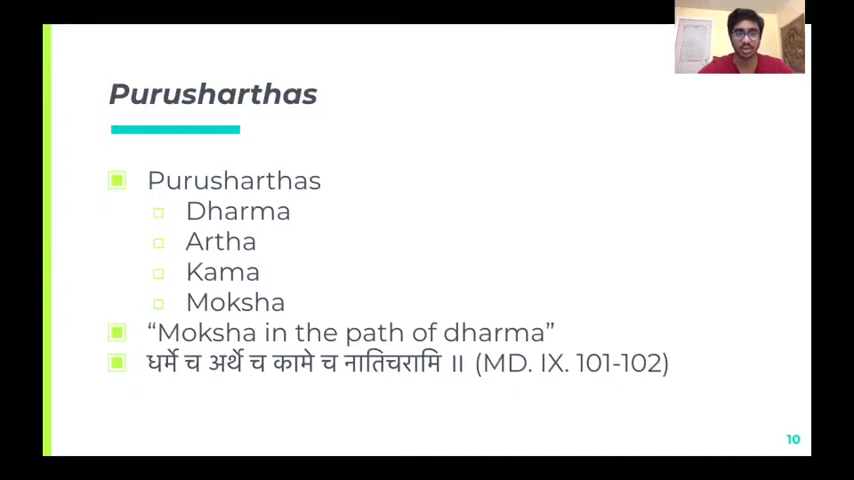 Purusharthas
Purusharthas
Dharma
Artha
Kama
Moksha
“Moksha in the path of dharma”
धर्मे च अर्थे च कामे च नातिचरामि ॥ (MD. IX. 101-102)
10